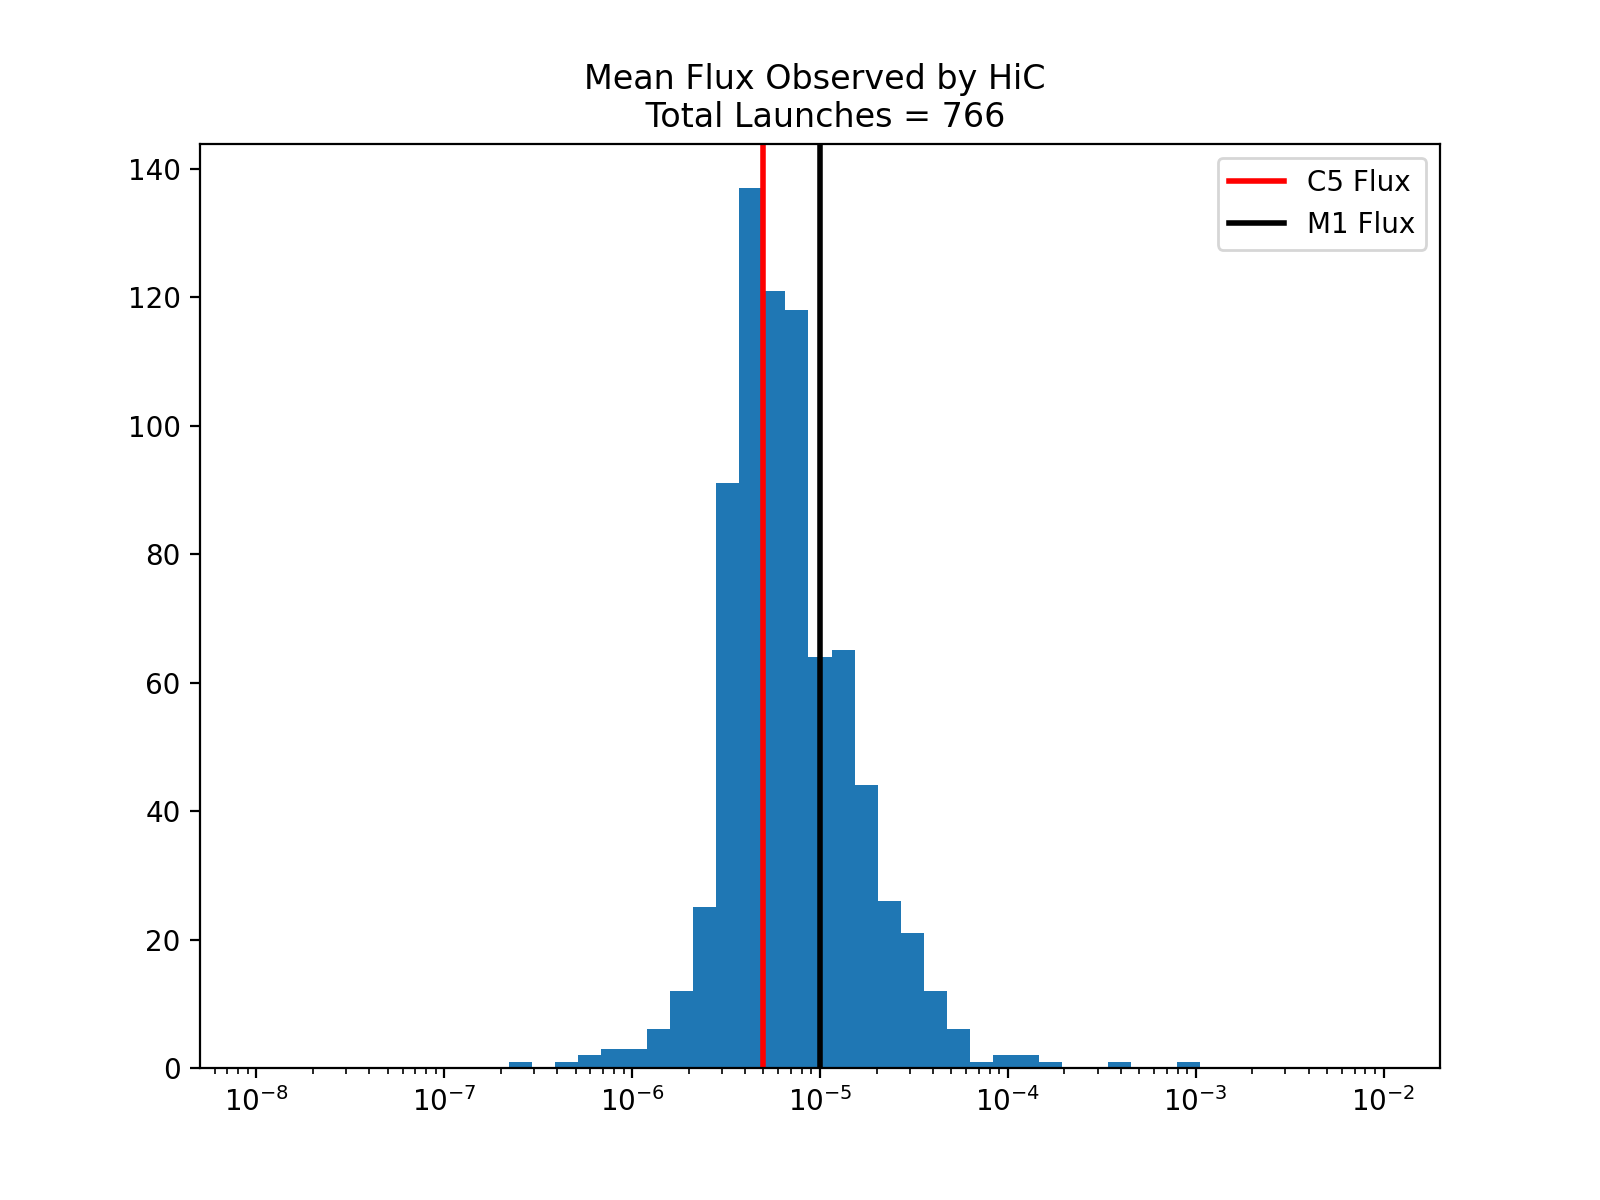 Mean Flux Observed by HiC
Total Launches = 766
C5 Flux
M1 Flux
140
120
100
80
60
40
20
0
10⁻⁸ 10⁻⁷ 10⁻⁶ 10⁻⁵ 10⁻⁴ 10⁻³ 10⁻²